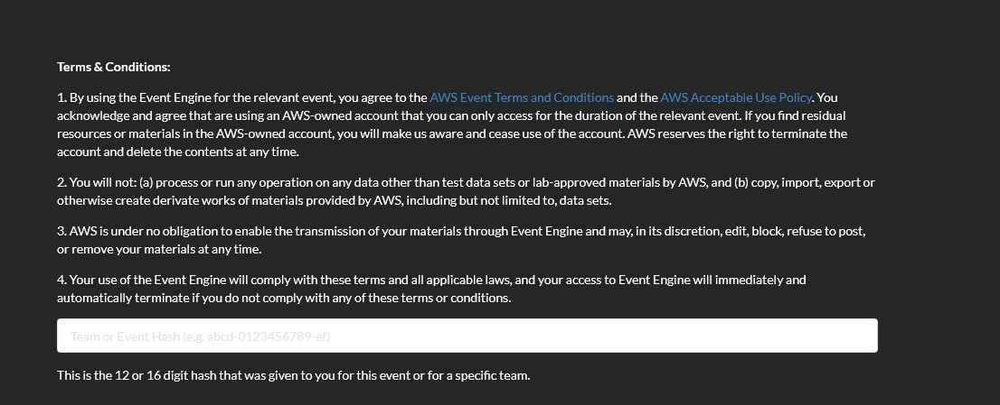 Terms & Conditions:
1. By using the Event Engine for the relevant event, you agree to the AWS Event Terms and Conditions and the AWS Acceptable Use Policy. You
acknowledge and agree that are using an AWS-owned account that you can only access for the duration of the relevant event. If you find residual
resources or materials in the AWS-owned account, you will make us aware and cease use of the account. AWS reserves the right to terminate the
account and delete the contents at any time.
2. You will not: (a) process or run any operation on any data other than test data sets or lab-approved materials by AWS, and (b) copy, import, export or
otherwise create derivate works of materials provided by AWS, including but not limited to, data sets.
3. AWS is under no obligation to enable the transmission of your materials through Event Engine and may, in its discretion, edit, block, refuse to post,
or remove your materials at any time.
4. Your use of the Event Engine will comply with these terms and all applicable laws, and your access to Event Engine will immediately and
automatically terminate if you do not comply with any of these terms or conditions.
Team or Event Hash (e.g. abcd-0123456789-ef)
This is the 12 or 16 digit hash that was given to you for this event or for a specific team.